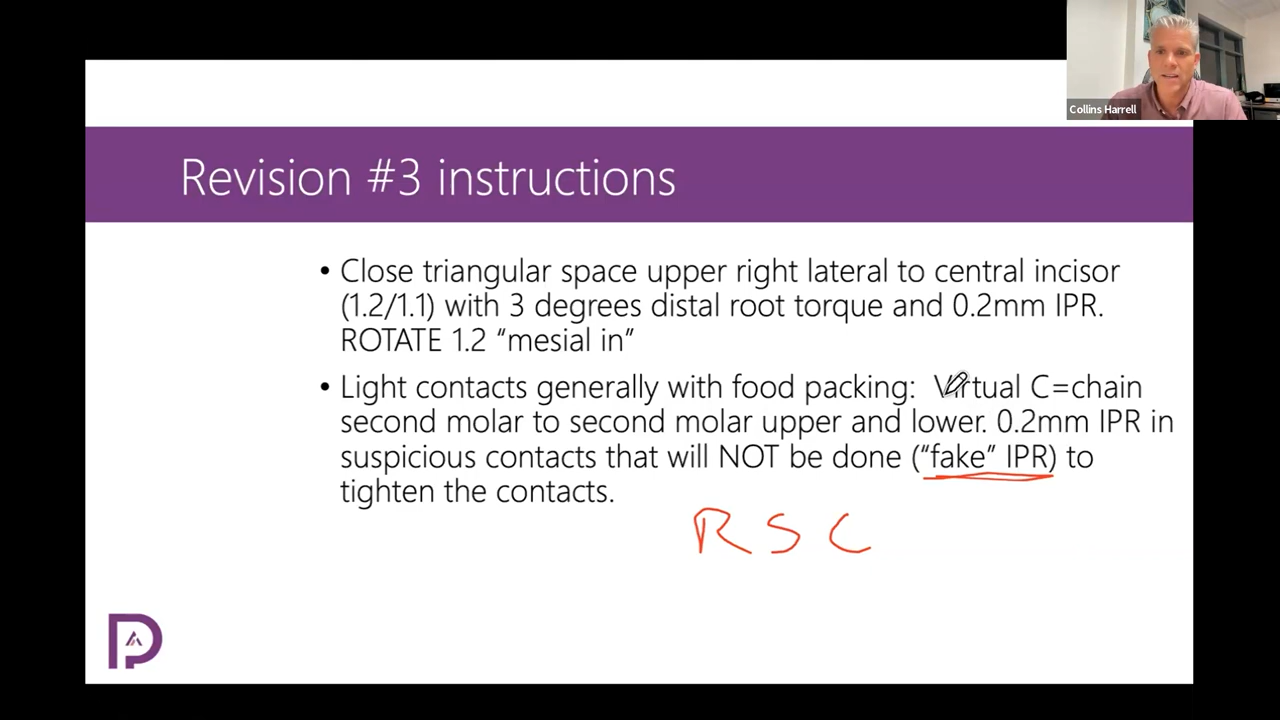 Collins Harrell
Revision #3 instructions
• Close triangular space upper right lateral to central incisor
(1.2/1.1) with 3 degrees distal root torque and 0.2mm IPR.
ROTATE 1.2 “mesial in”
• Light contacts generally with food packing: Virtual C=chain
second molar to second molar upper and lower. 0.2mm IPR in
suspicious contacts that will NOT be done (“fake” IPR) to
tighten the contacts.
R S C